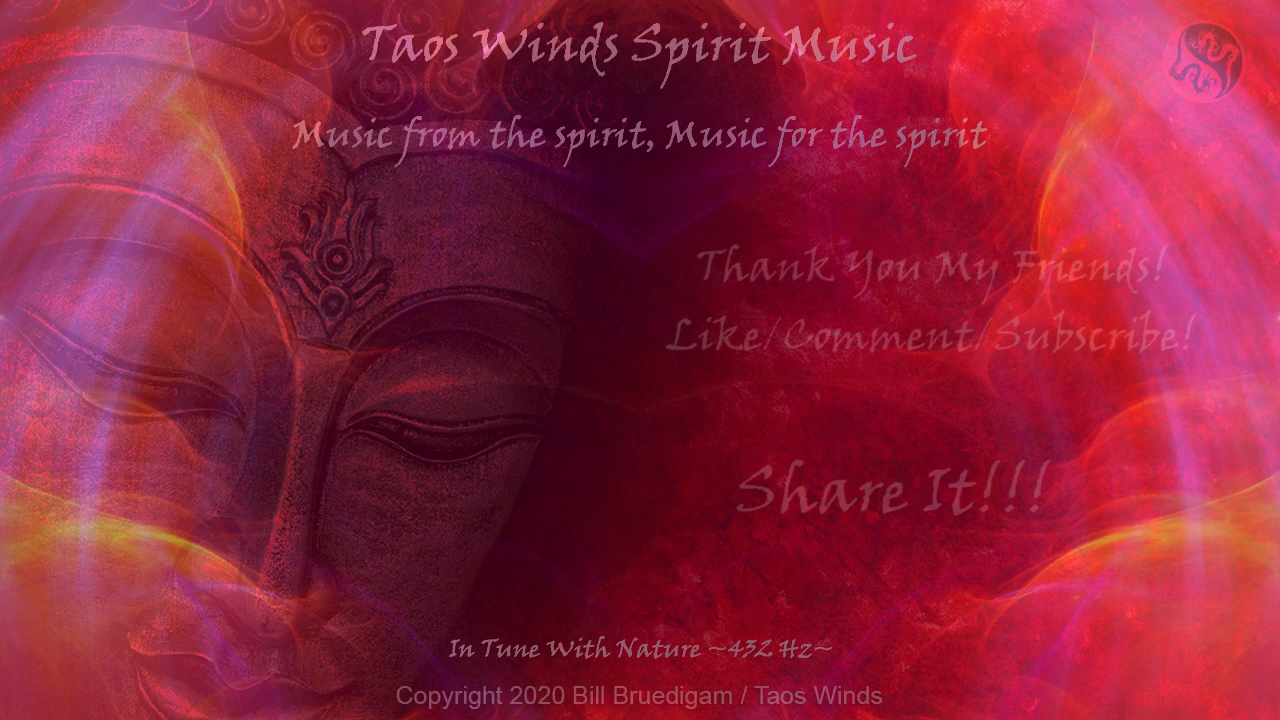 Taos Winds Spirit Music
Music from the spirit, Music for the spirit
Thank You My Friends!
Like/Comment/Subscribe!
Share It!!!
In Tune With Nature ~432 Hz~
Copyright 2020 Bill Bruedigam / Taos Winds